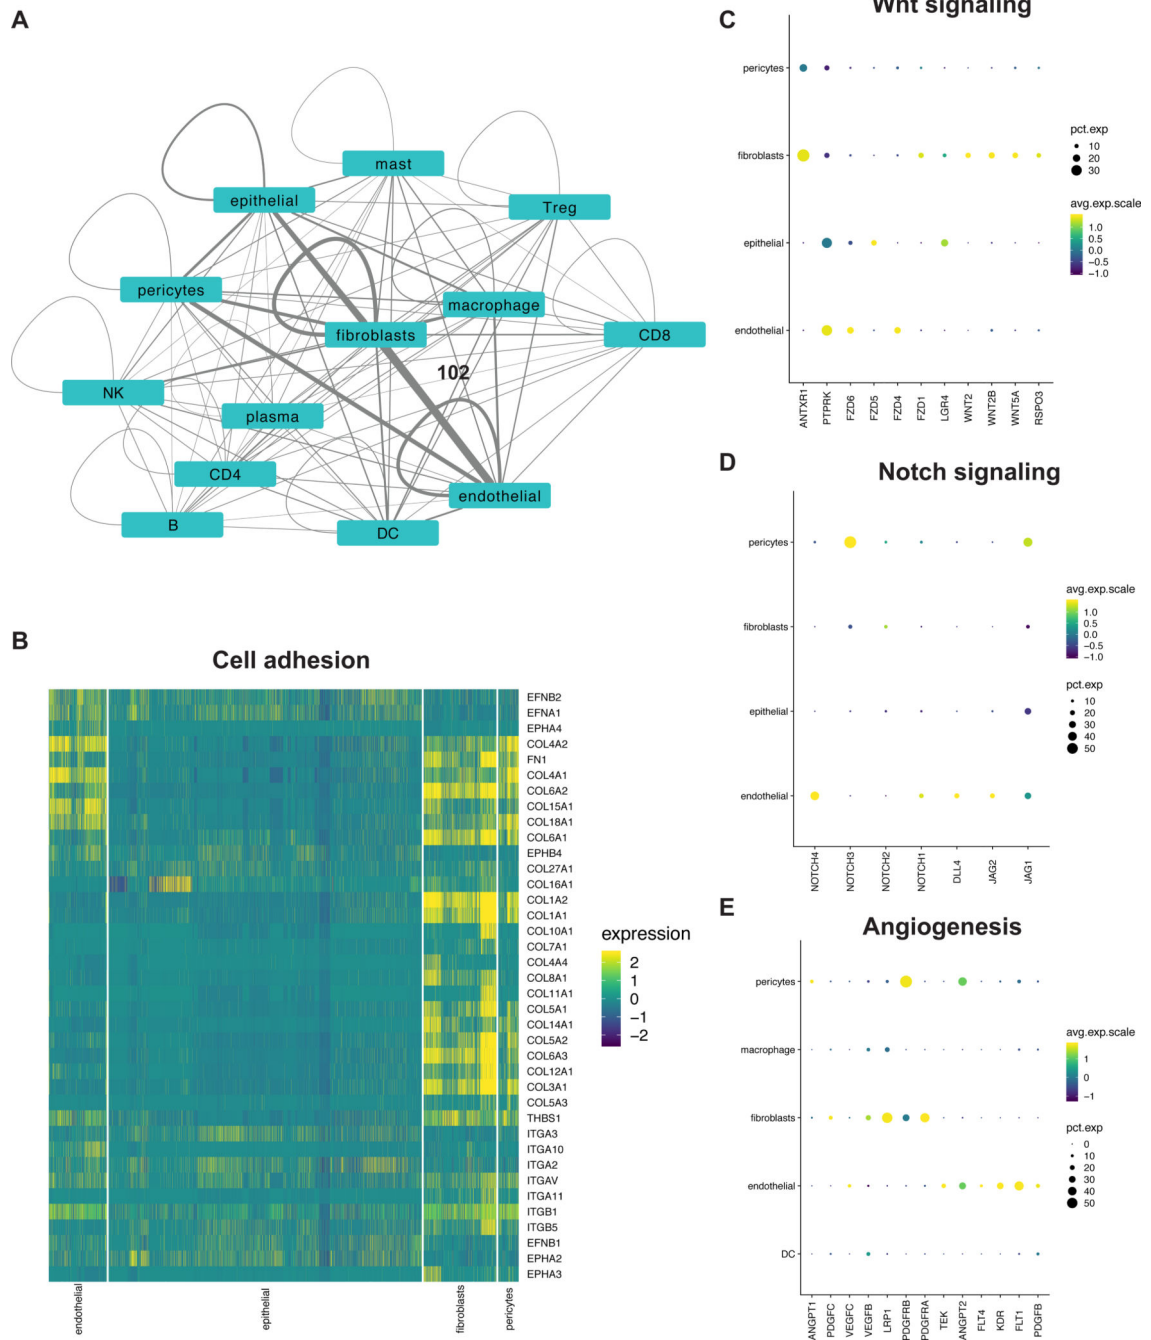 A
mast
epithelial
Treg
pericytes
macrophage
fibroblasts
CD8
102
NK
plasma
CD4
endothelial
B
DC
B
Cell adhesion
EFNB2
EFNA1
EPHA4
COL4A2
FN1
COL4A1
COL6A2
COL15A1
COL18A1
COL6A1
EPHB4
COL27A1
COL16A1
COL1A2
COL1A1
COL10A1
COL7A1
COL4A4
COL8A1
COL11A1
COL5A1
COL14A1
COL5A2
COL6A3
COL12A1
COL3A1
COL5A3
THBS1
ITGA3
ITGA10
ITGA2
ITGAV
ITGA11
ITGB1
ITGB5
EFNB1
EPHA2
EPHA3
endothelial
epithelial
fibroblasts
pericytes
expression
2
1
0
−1
−2
C
Wnt signaling
pericytes
fibroblasts
epithelial
endothelial
ANTXR1
PTPRK
FZD6
FZD5
FZD4
FZD1
LGR4
WNT2
WNT2B
WNT5A
RSPO3
pct.exp
10
20
30
avg.exp.scale
1.0
0.5
0.0
−0.5
−1.0
D
Notch signaling
pericytes
fibroblasts
epithelial
endothelial
NOTCH4
NOTCH3
NOTCH2
NOTCH1
DLL4
JAG2
JAG1
avg.exp.scale
1.0
0.5
0.0
−0.5
−1.0
pct.exp
10
20
30
40
50
E
Angiogenesis
pericytes
macrophage
fibroblasts
endothelial
DC
ANGPT1
PDGFC
VEGFC
VEGFB
LRP1
PDGFRB
PDGFRA
TEK
ANGPT2
FLT4
KDR
FLT1
PDGFB
avg.exp.scale
1
0
−1
pct.exp
0
10
20
30
40
50